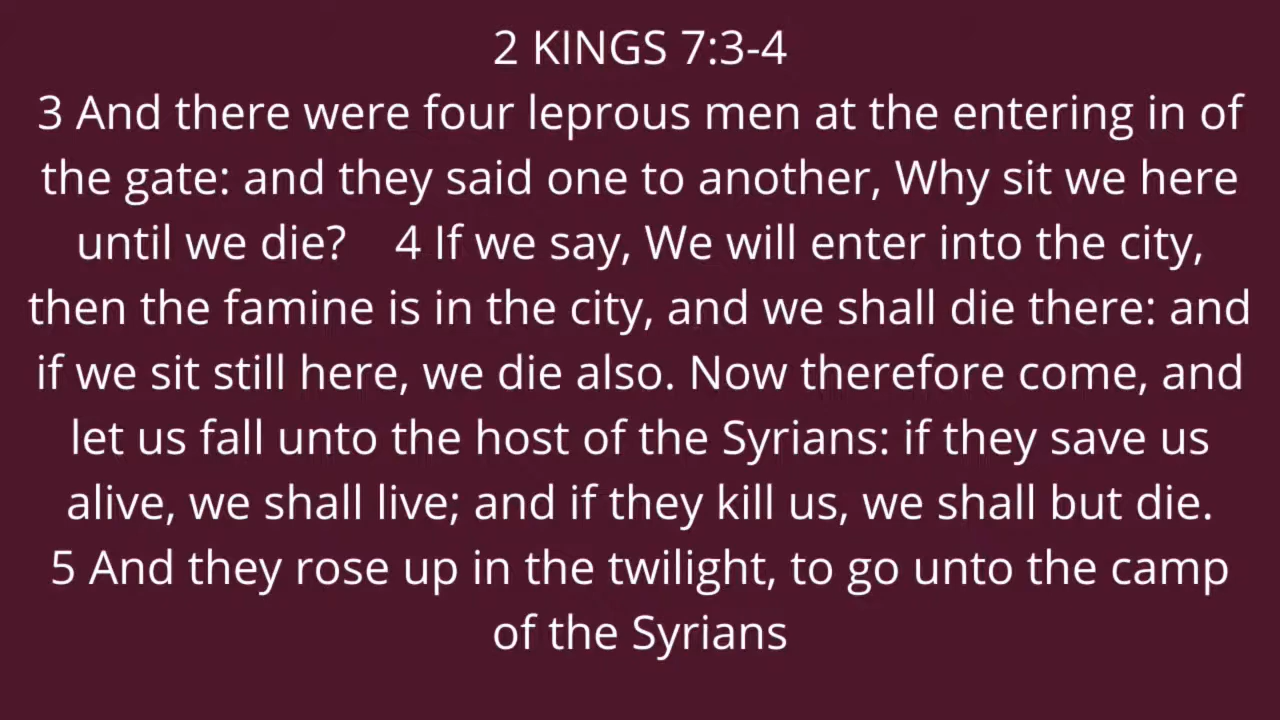 2 KINGS 7:3-4
3 And there were four leprous men at the entering in of
the gate: and they said one to another, Why sit we here
until we die?    4 If we say, We will enter into the city,
then the famine is in the city, and we shall die there: and
if we sit still here, we die also. Now therefore come, and
let us fall unto the host of the Syrians: if they save us
alive, we shall live; and if they kill us, we shall but die.
5 And they rose up in the twilight, to go unto the camp
of the Syrians